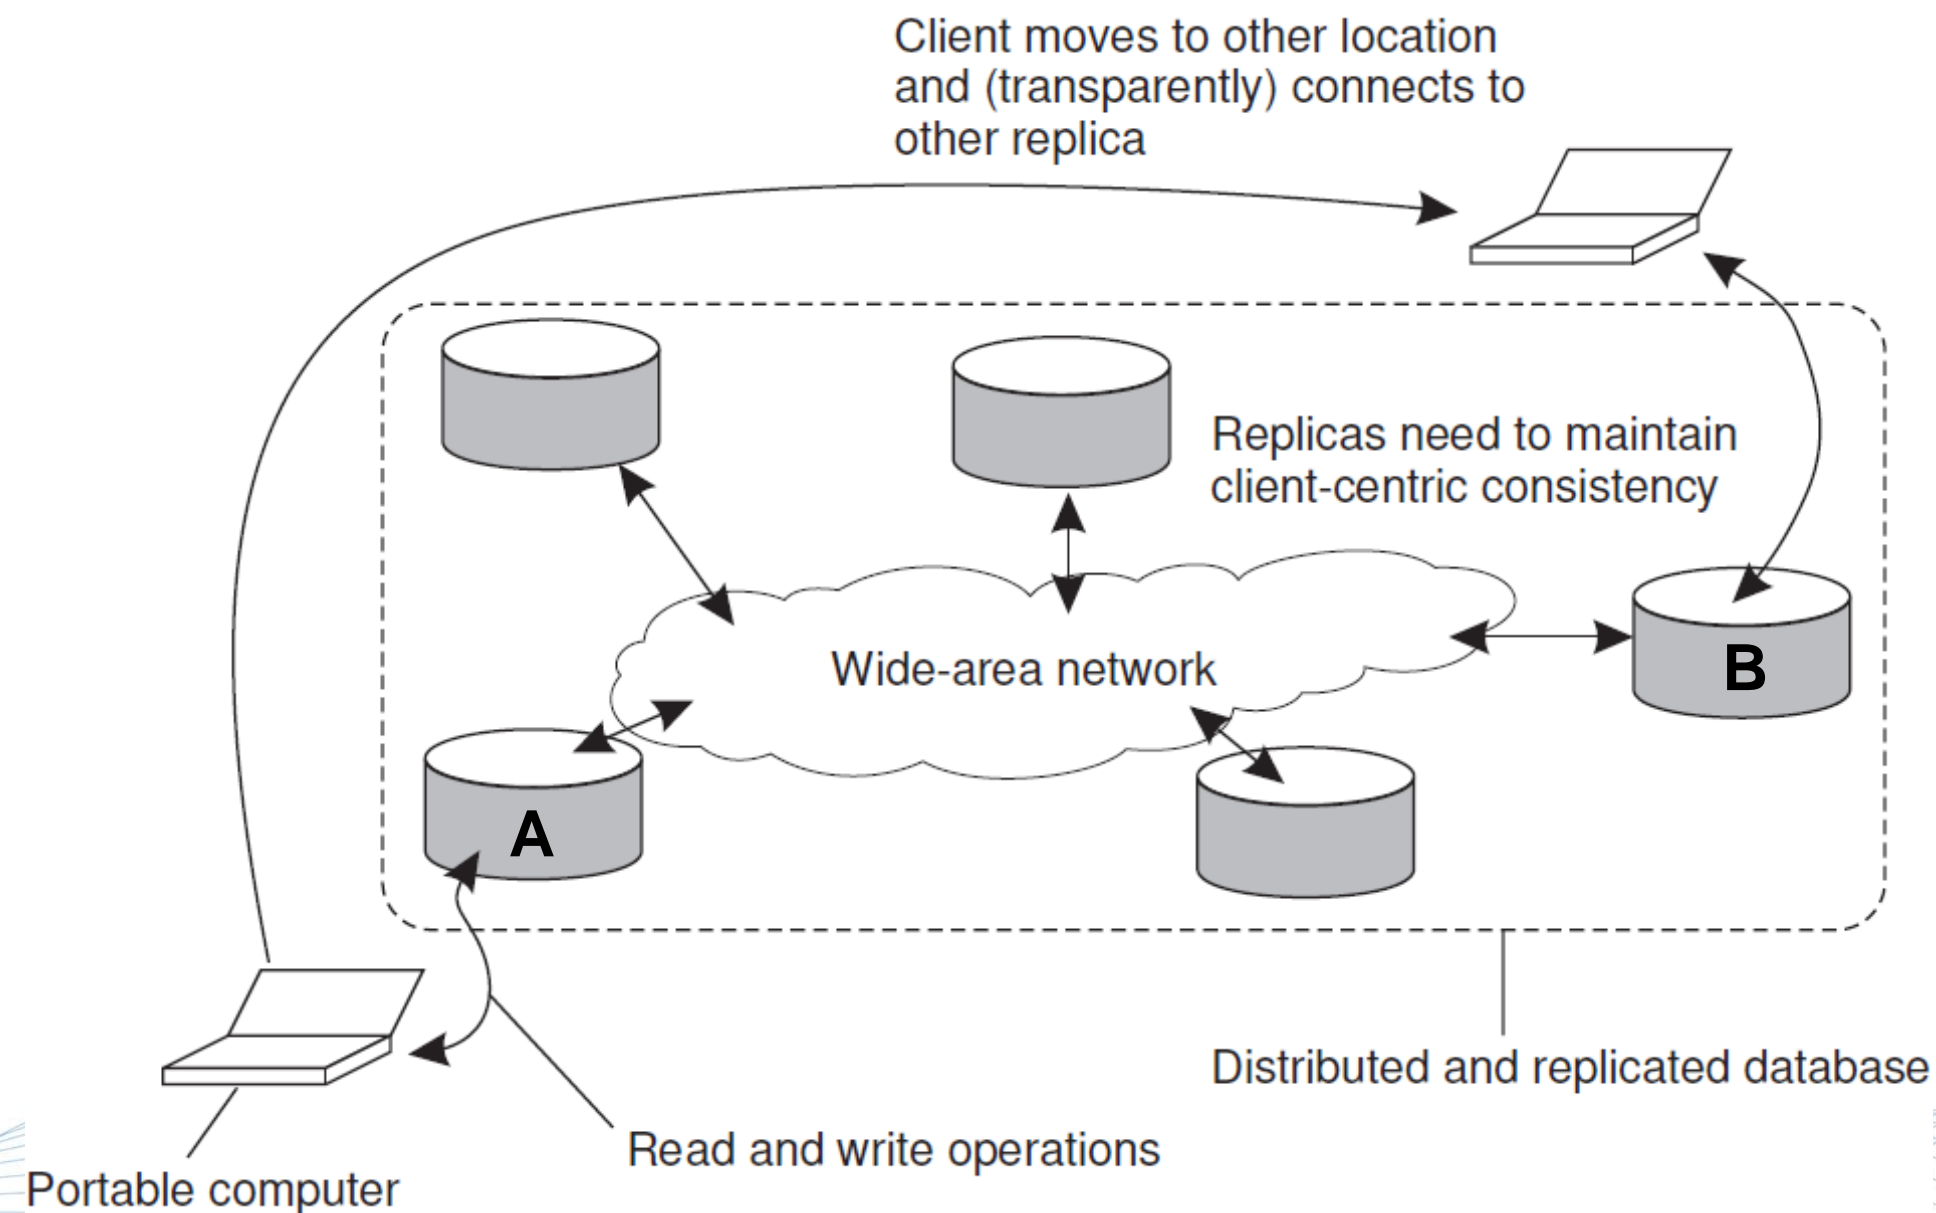 Client moves to other location
and (transparently) connects to
other replica
Replicas need to maintain
client-centric consistency
Wide-area network
B
A
Distributed and replicated database
Read and write operations
Portable computer